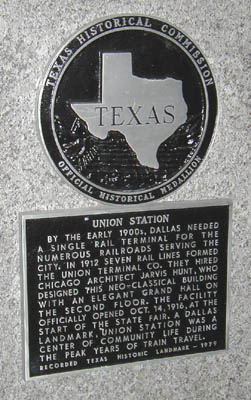 TEXAS HISTORICAL COMMISSION
TEXAS
OFFICIAL HISTORICAL MEDALLION
UNION STATION
BY THE EARLY 1900s, DALLAS NEEDED
A SINGLE RAIL TERMINAL FOR THE
NUMEROUS RAILROADS SERVING THE
CITY. IN 1912 SEVEN RAIL LINES FORMED
THE UNION TERMINAL CO. THEY HIRED
CHICAGO ARCHITECT JARVIS HUNT, WHO
DESIGNED THIS NEO-CLASSICAL BUILDING
WITH AN ELEGANT GRAND HALL ON
THE SECOND FLOOR. THE FACILITY
OFFICIALLY OPENED OCT. 14, 1916, AT THE
START OF THE STATE FAIR. A DALLAS
LANDMARK, UNION STATION WAS A
CENTER OF COMMUNITY LIFE DURING
THE PEAK YEARS OF TRAIN TRAVEL.
RECORDED TEXAS HISTORIC LANDMARK - 1979